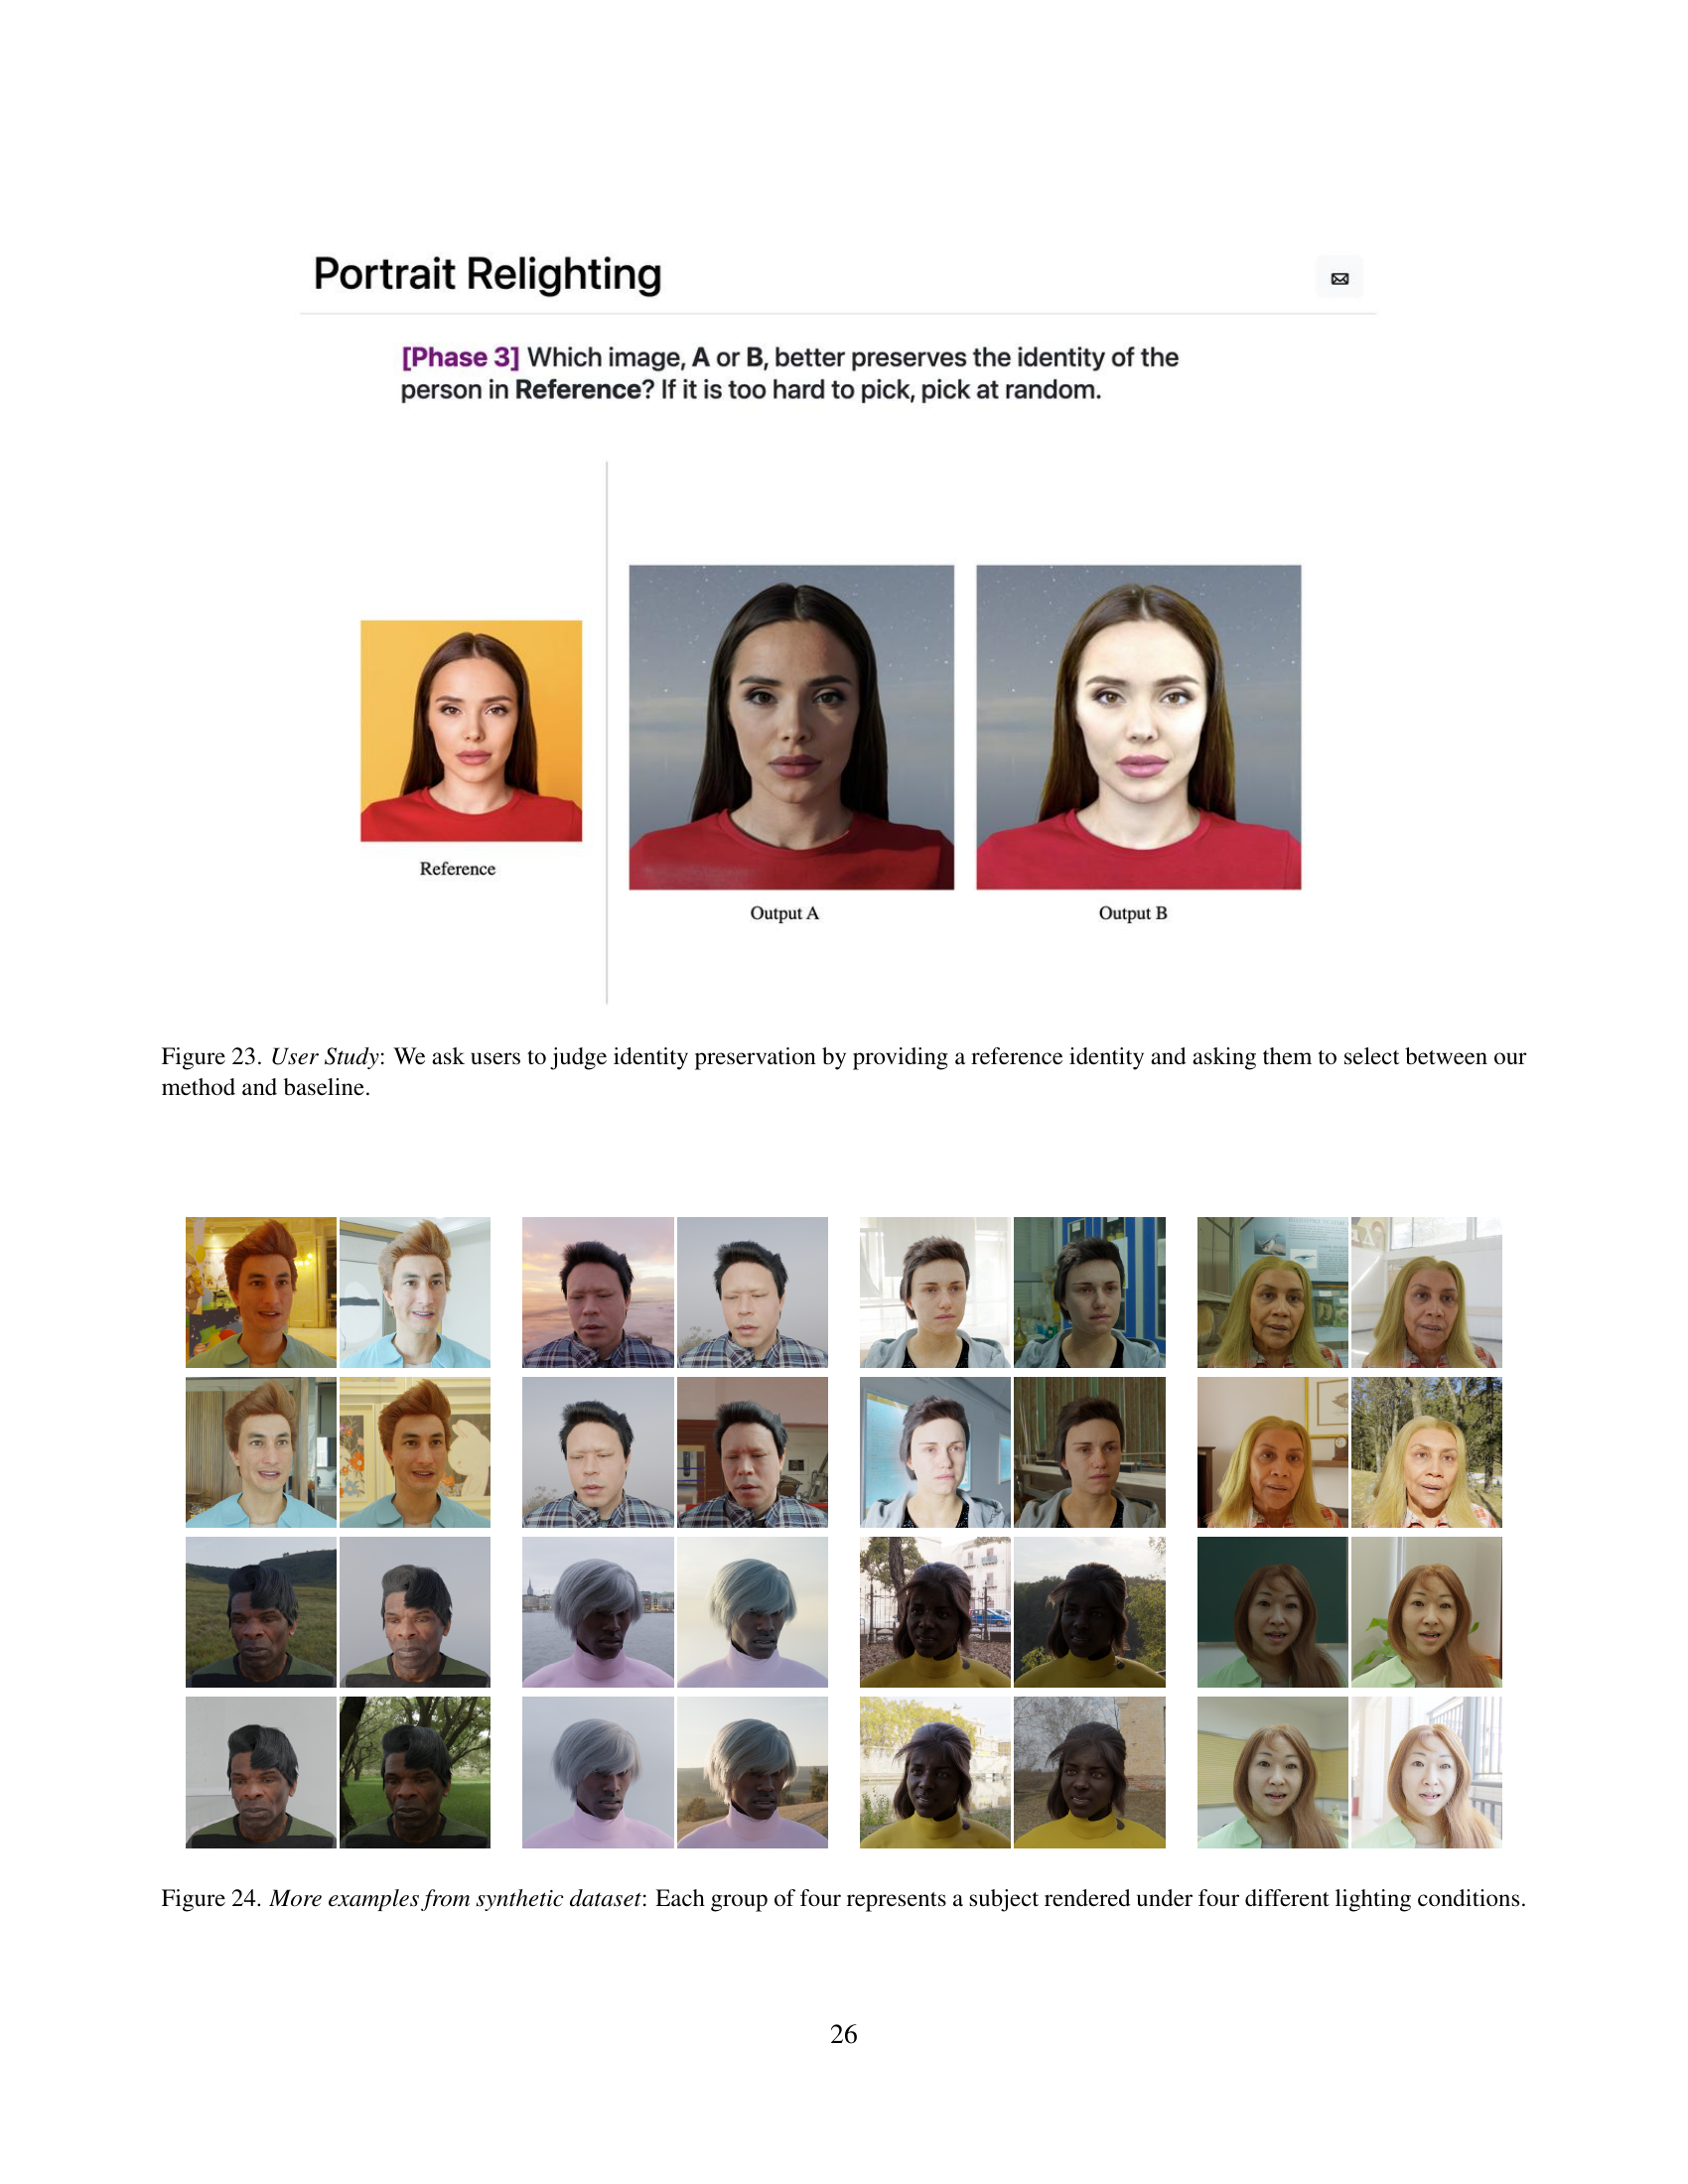 Portrait Relighting
[Phase 3] Which image, A or B, better preserves the identity of the
person in Reference? If it is too hard to pick, pick at random.
Reference
Output A
Output B
Figure 23. User Study: We ask users to judge identity preservation by providing a reference identity and asking them to select between our
method and baseline.
Figure 24. More examples from synthetic dataset: Each group of four represents a subject rendered under four different lighting conditions.
26